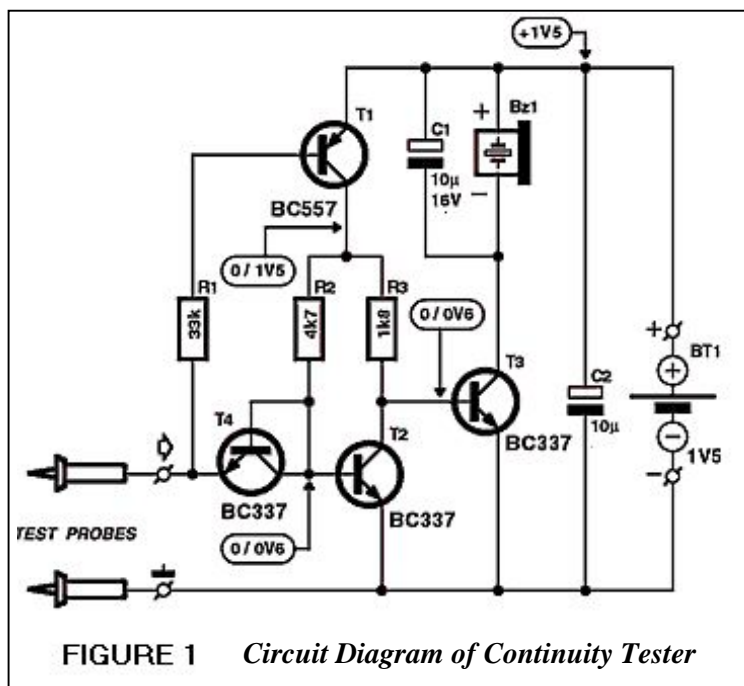 +1V5
T1
C1
+
Bz1
10µ
16V
–
BC557
0 / 1V5
R1
R2
R3
33k
4k7
1k8
0 / 0V6
T3
C2
+
BT1
+
T4
T2
BC337
10µ
–
1V5
–
BC337
BC337
TEST PROBES
0 / 0V6
FIGURE 1 Circuit Diagram of Continuity Tester